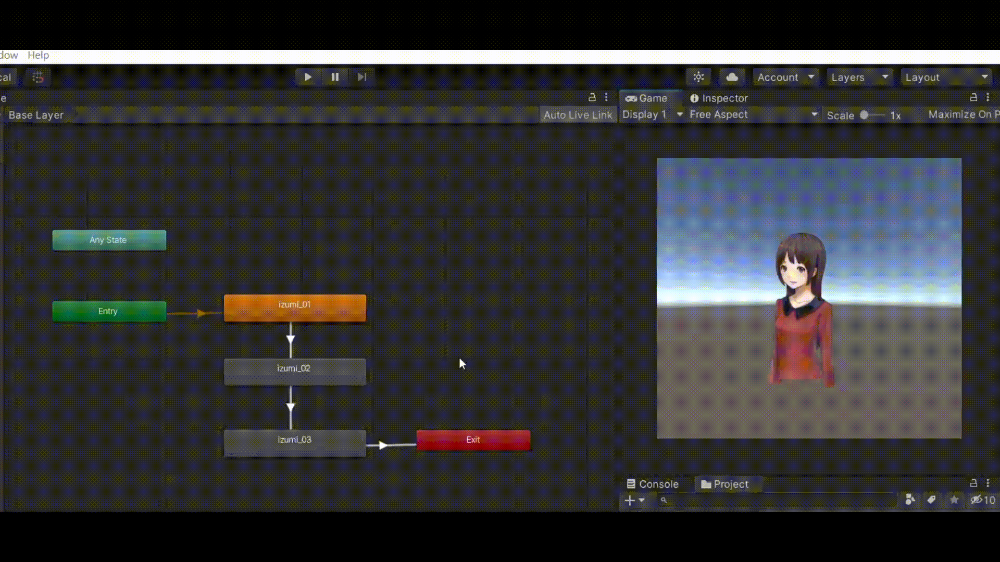 dow Help
cal
Account
Layers
Layout
e
Game
Inspector
Base Layer
Auto Live Link
Display 1
Free Aspect
Scale
1x
Maximize On P
Any State
Entry
izumi_01
izumi_02
izumi_03
Exit
Console
Project
10